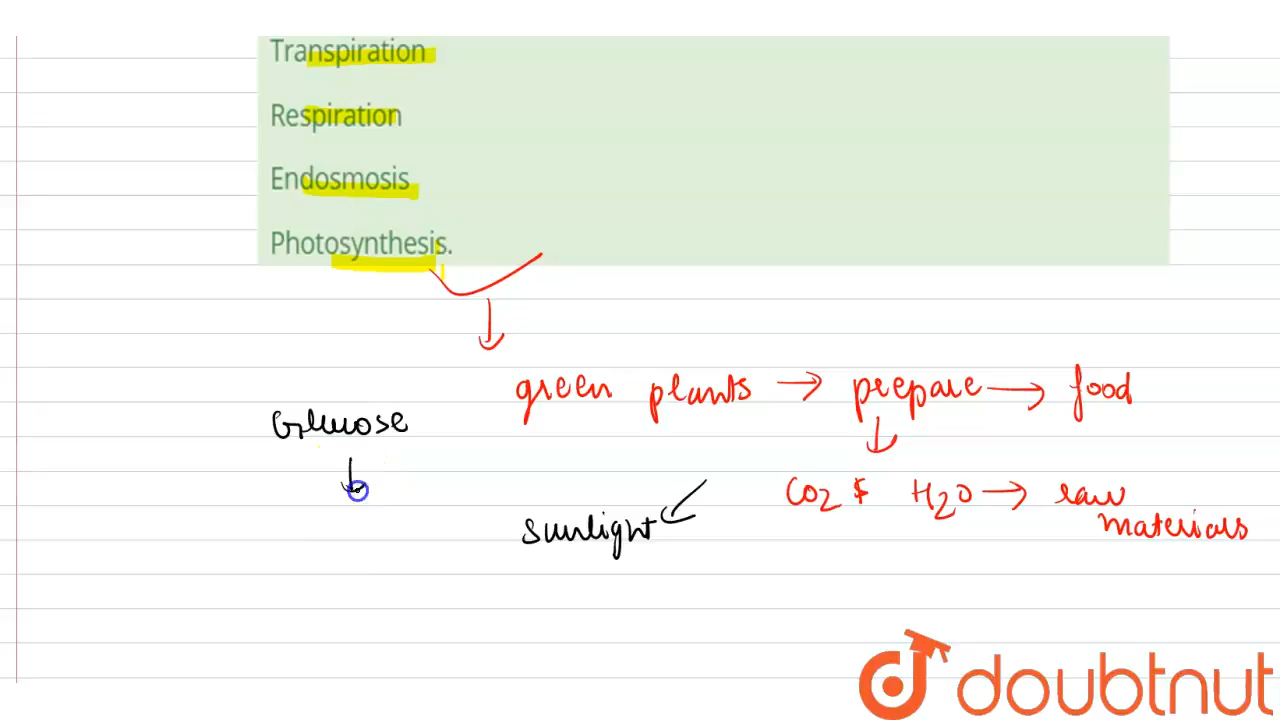 Transpiration
Respiration
Endosmosis
Photosynthesis.
green plants → prepare → food
Glucose
CO2 & H2O → raw materials
sunlight
doubtnut